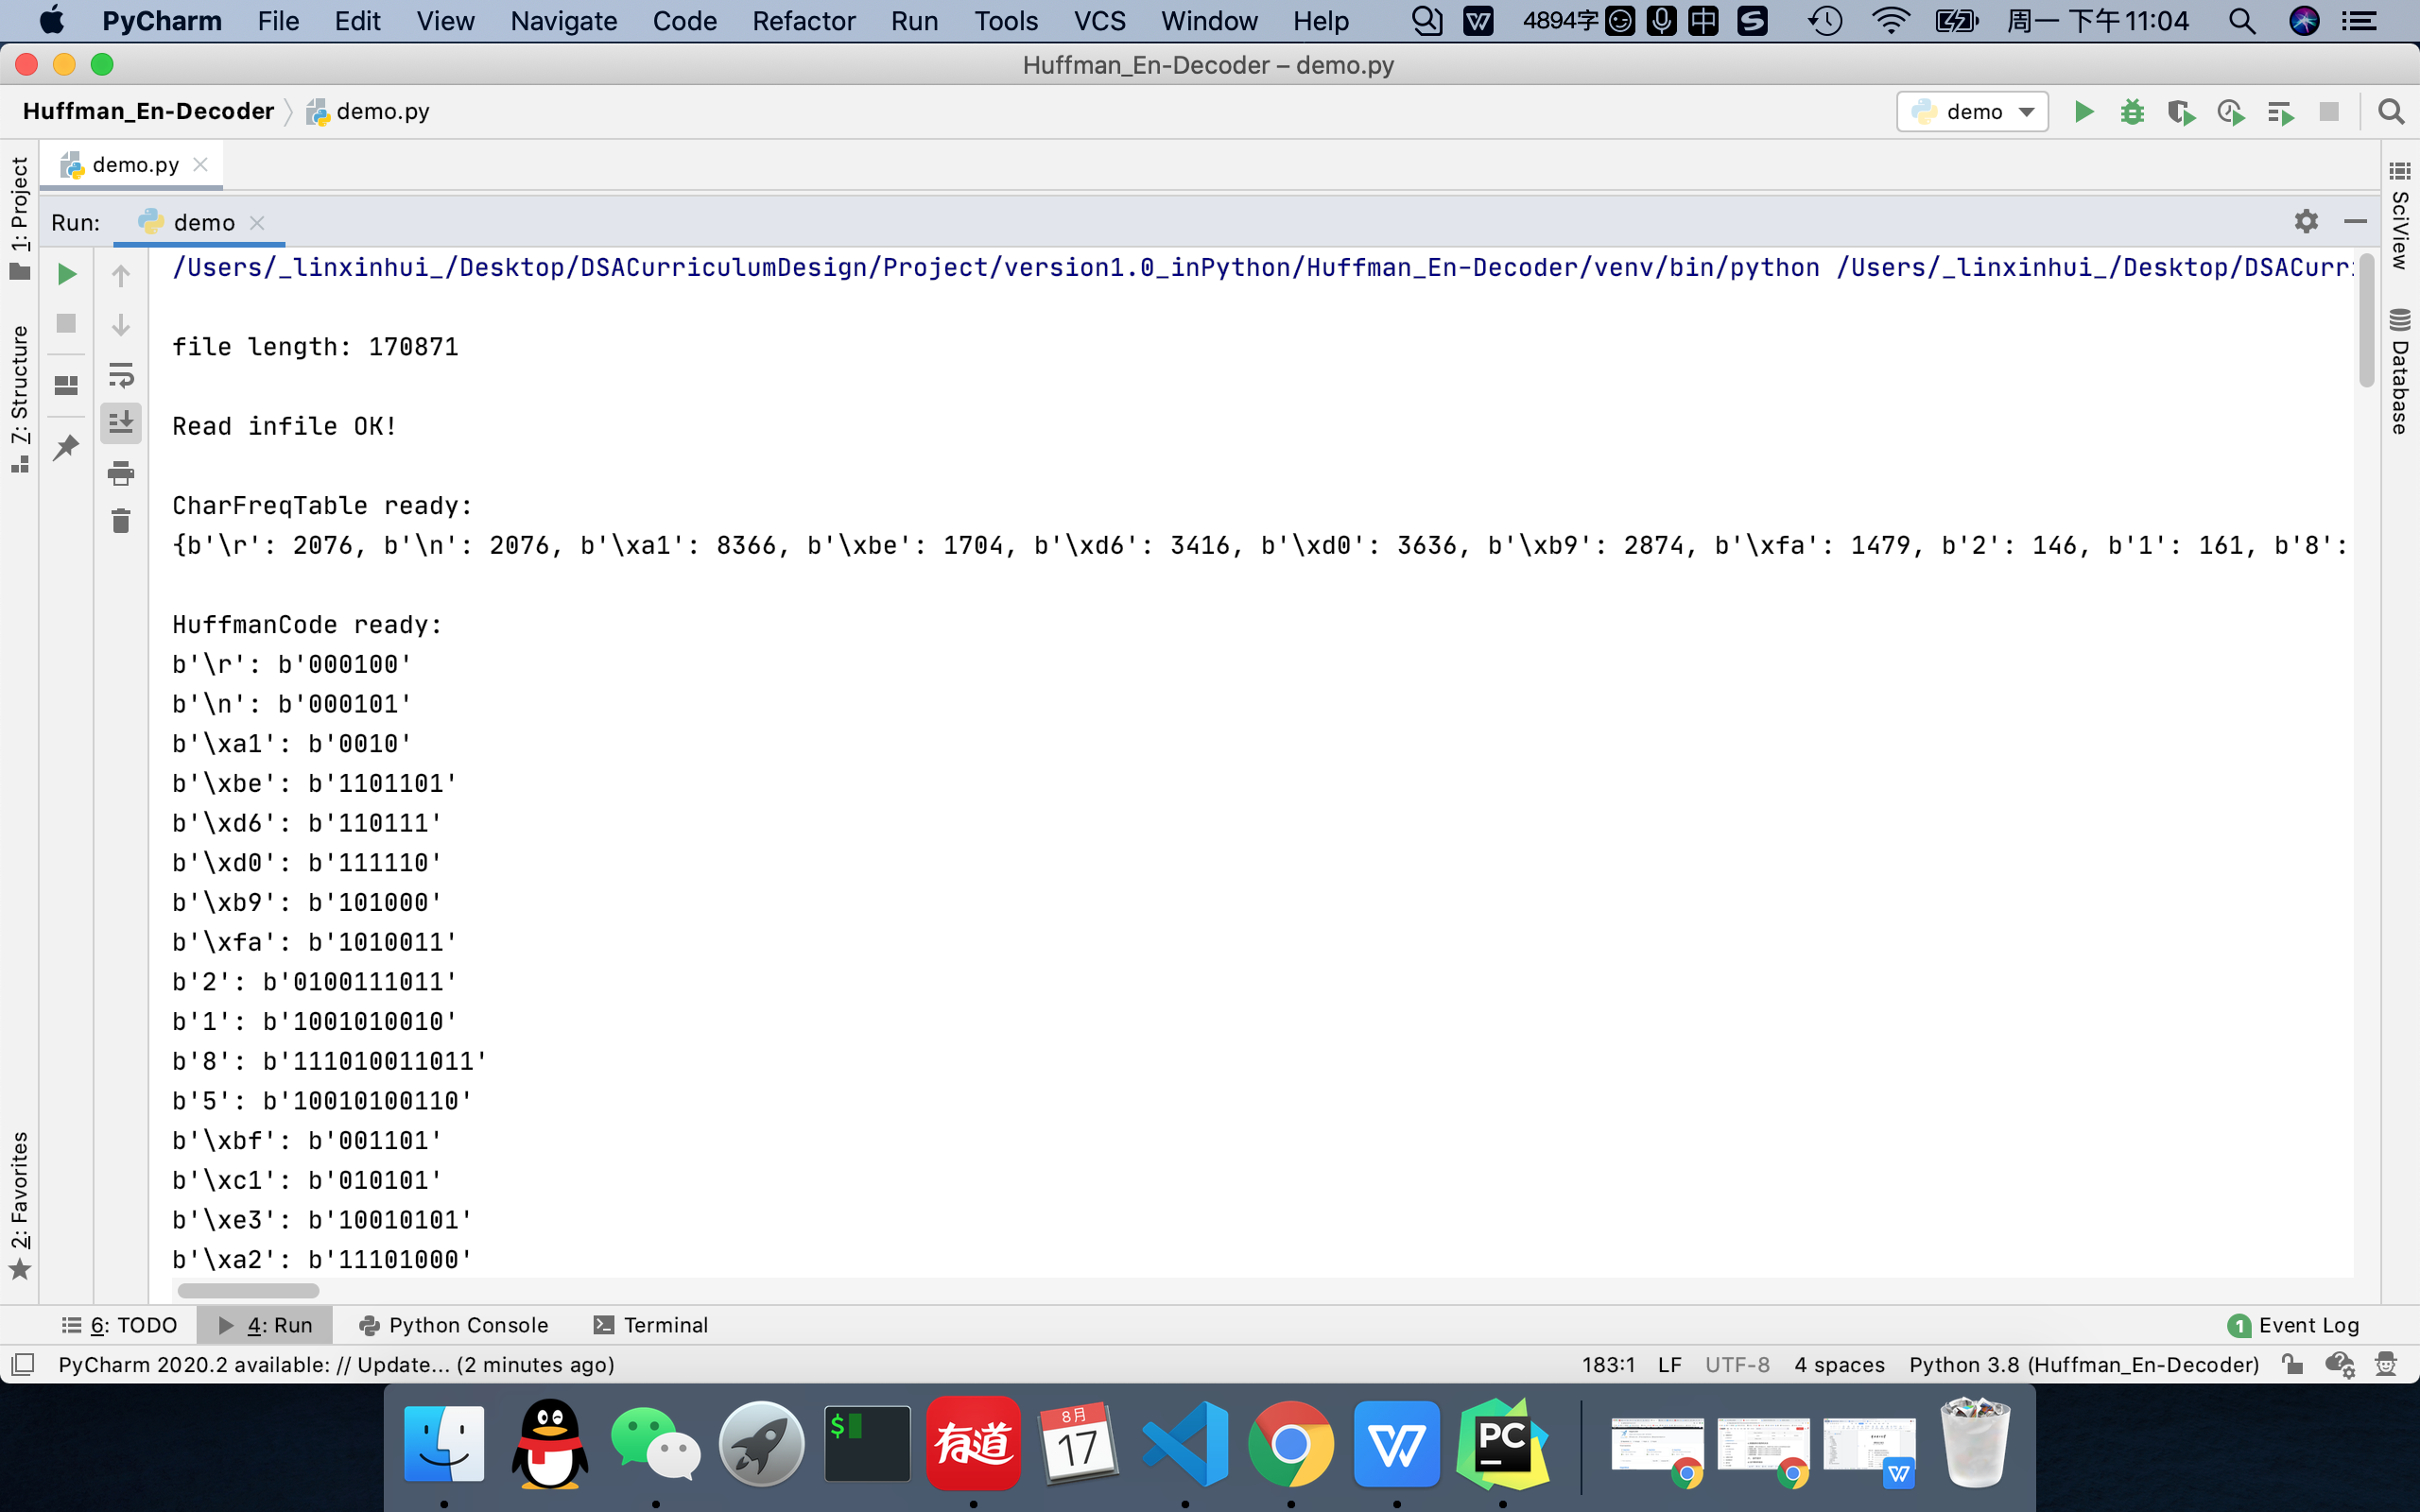 PyCharm File Edit View Navigate Code Refactor Run Tools VCS Window Help 4894字 中 周一 下午11:04
Huffman_En-Decoder – demo.py
Huffman_En-Decoder demo.py demo
demo.py
Run: demo
1: Project
7: Structure
2: Favorites
SciView
Database
/Users/_linxinhui_/Desktop/DSACurriculumDesign/Project/version1.0_inPython/Huffman_En-Decoder/venv/bin/python /Users/_linxinhui_/Desktop/DSACurri
file length: 170871
Read infile OK!
CharFreqTable ready:
{b'\r': 2076, b'\n': 2076, b'\xa1': 8366, b'\xbe': 1704, b'\xd6': 3416, b'\xd0': 3636, b'\xb9': 2874, b'\xfa': 1479, b'2': 146, b'1': 161, b'8':
HuffmanCode ready:
b'\r': b'000100'
b'\n': b'000101'
b'\xa1': b'0010'
b'\xbe': b'1101101'
b'\xd6': b'110111'
b'\xd0': b'111110'
b'\xb9': b'101000'
b'\xfa': b'1010011'
b'2': b'0100111011'
b'1': b'1001010010'
b'8': b'111010011011'
b'5': b'10010100110'
b'\xbf': b'001101'
b'\xc1': b'010101'
b'\xe3': b'10010101'
b'\xa2': b'11101000'
6: TODO 4: Run Python Console Terminal 1 Event Log
PyCharm 2020.2 available: // Update... (2 minutes ago) 183:1 LF UTF-8 4 spaces Python 3.8 (Huffman_En-Decoder)
$ 有道 8月 17 PC